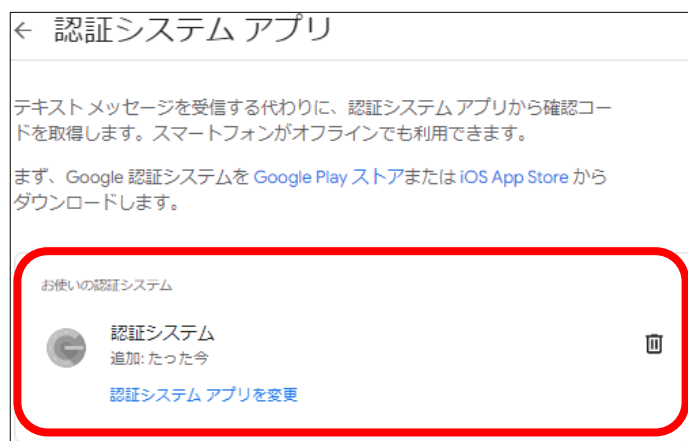 ← 認証システム アプリ
テキスト メッセージを受信する代わりに、認証システム アプリから確認コー
ドを取得します。スマートフォンがオフラインでも利用できます。
まず、Google 認証システムを Google Play ストアまたは iOS App Store から
ダウンロードします。
お使いの認証システム
認証システム
追加: たった今
認証システム アプリを変更